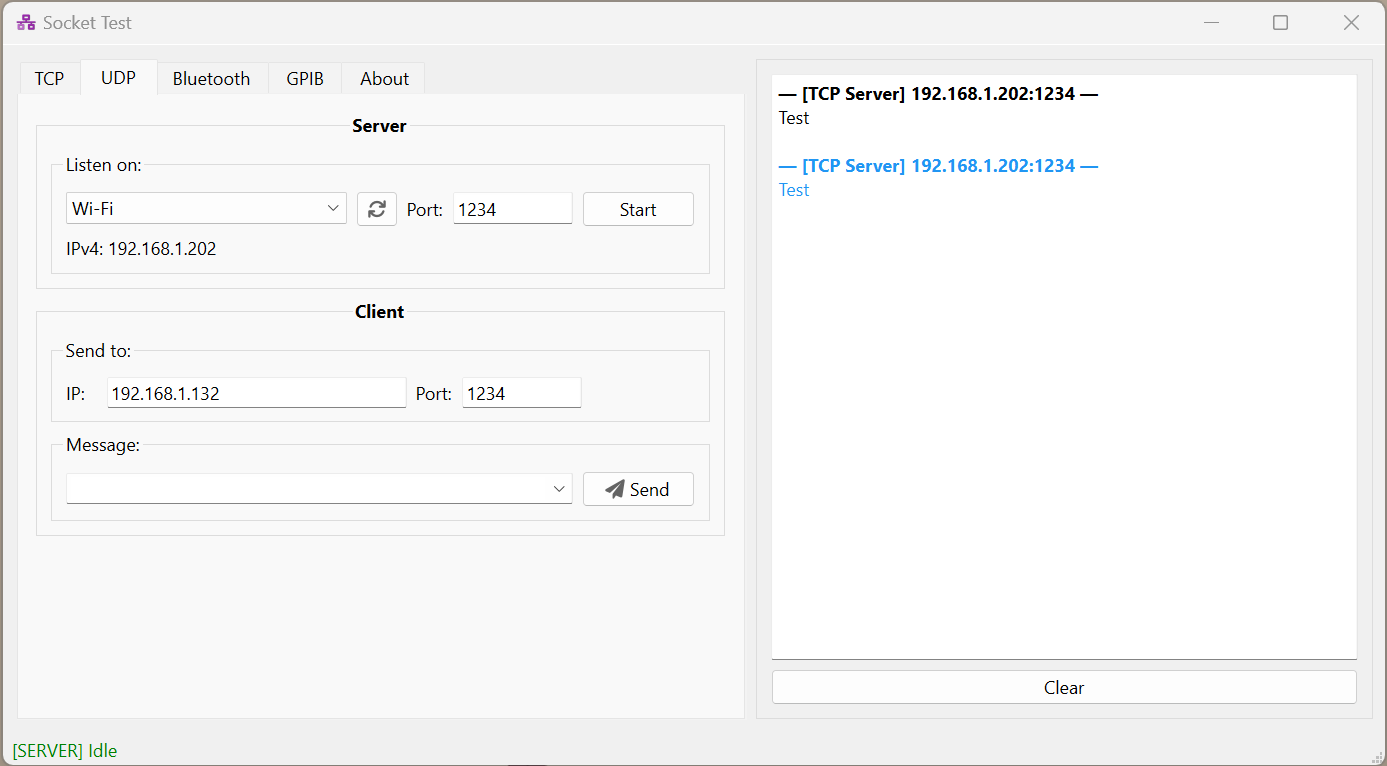 Socket Test
TCP UDP Bluetooth GPIB About
Server
Listen on:
Wi-Fi Port: 1234 Start
IPv4: 192.168.1.202
Client
Send to:
IP: 192.168.1.132 Port: 1234
Message:
Send
— [TCP Server] 192.168.1.202:1234 —
Test
— [TCP Server] 192.168.1.202:1234 —
Test
Clear
[SERVER] Idle